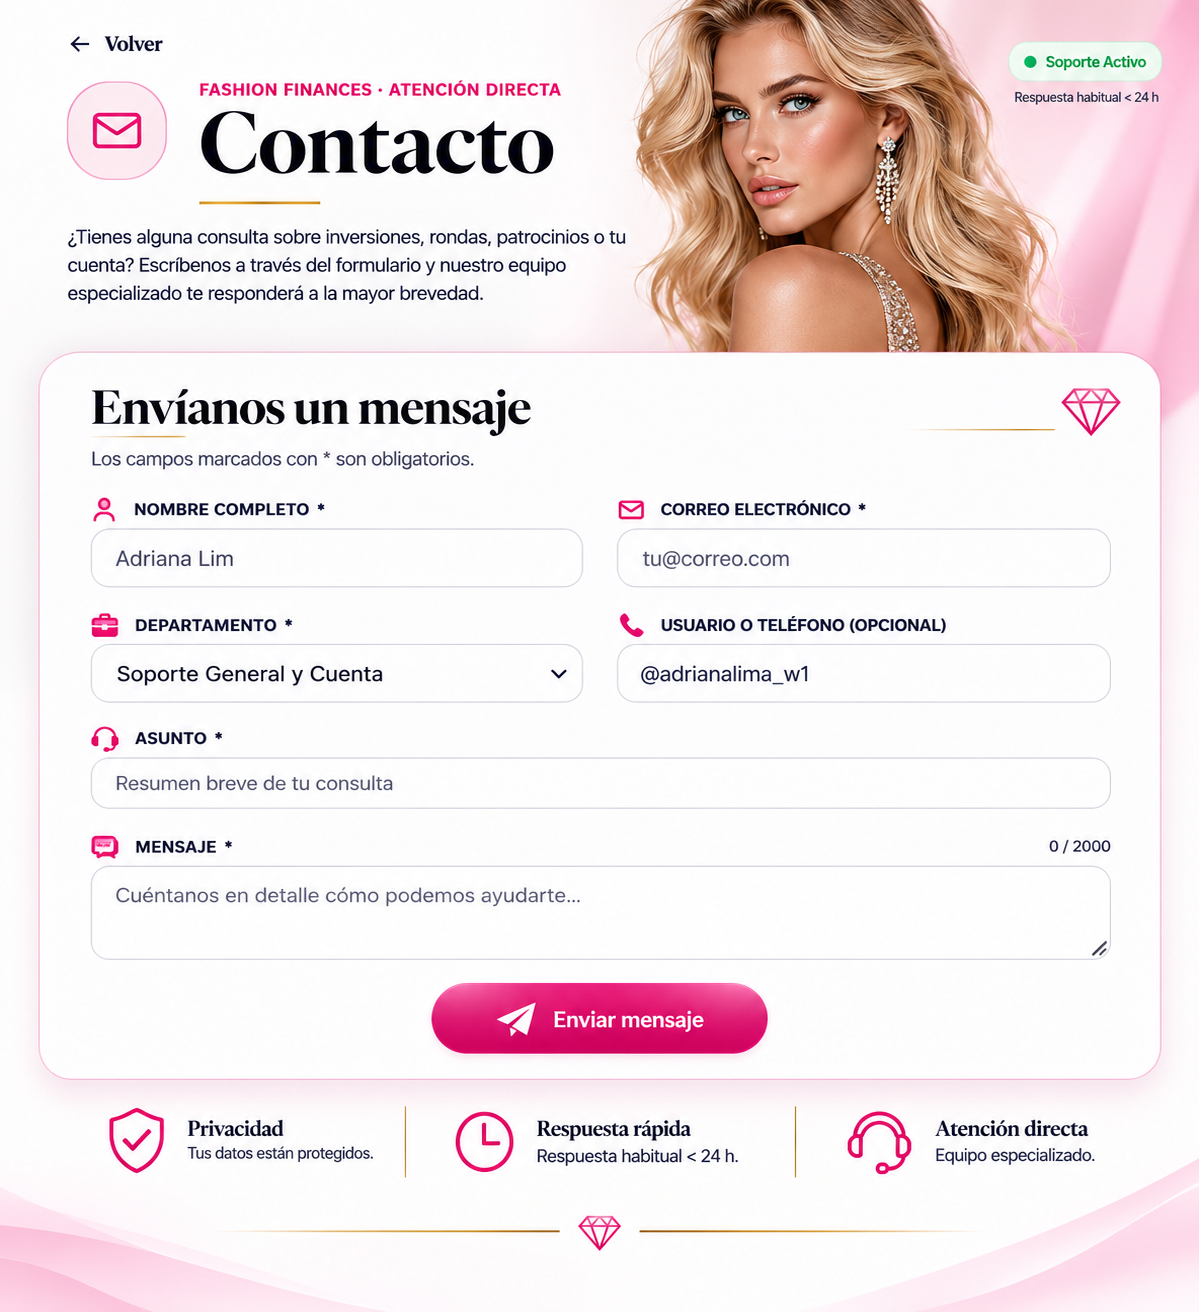 ← Volver
Soporte Activo
Respuesta habitual < 24 h
FASHION FINANCES · ATENCIÓN DIRECTA
Contacto
¿Tienes alguna consulta sobre inversiones, rondas, patrocinios o tu
cuenta? Escríbenos a través del formulario y nuestro equipo
especializado te responderá a la mayor brevedad.
Envíanos un mensaje
Los campos marcados con * son obligatorios.
NOMBRE COMPLETO *
Adriana Lim
CORREO ELECTRÓNICO *
tu@correo.com
DEPARTAMENTO *
Soporte General y Cuenta
USUARIO O TELÉFONO (OPCIONAL)
@adrianalima_w1
ASUNTO *
Resumen breve de tu consulta
MENSAJE *
0 / 2000
Cuéntanos en detalle cómo podemos ayudarte...
Enviar mensaje
Privacidad
Tus datos están protegidos.
Respuesta rápida
Respuesta habitual < 24 h.
Atención directa
Equipo especializado.